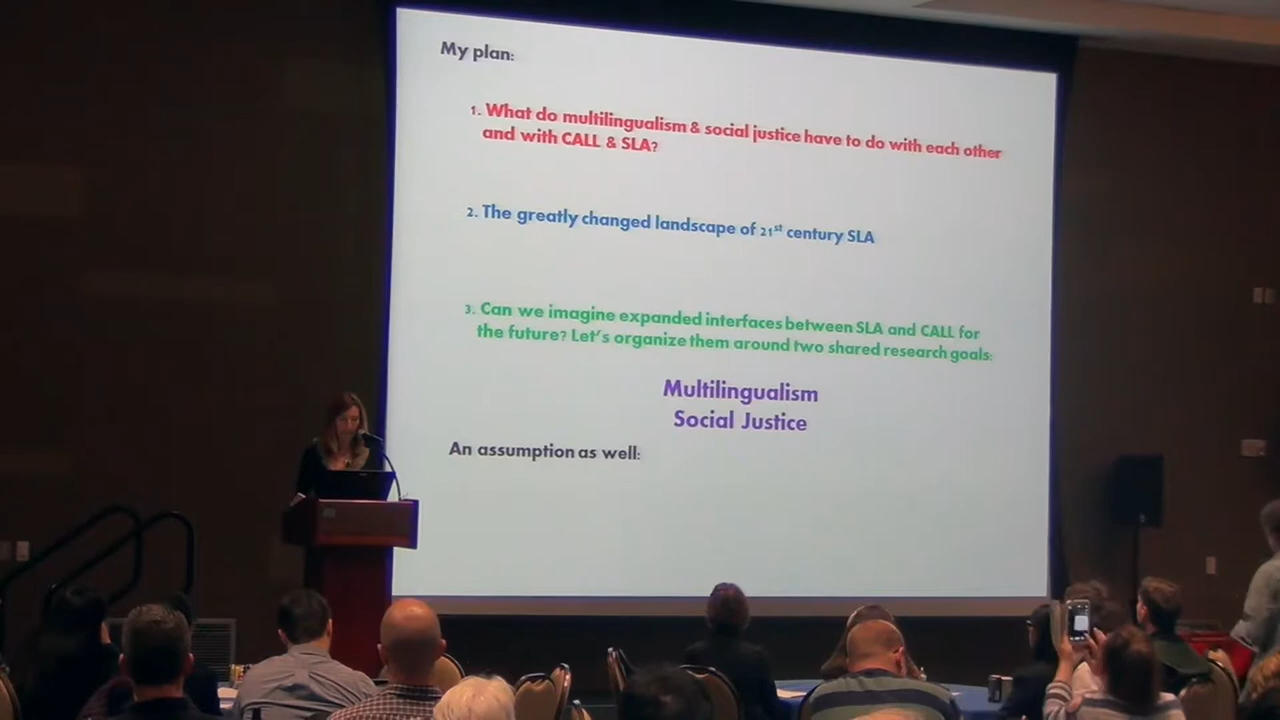 My plan:
1. What do multilingualism & social justice have to do with each other
and with CALL & SLA?
2. The greatly changed landscape of 21st century SLA
3. Can we imagine expanded interfaces between SLA and CALL for
the future? Let's organize them around two shared research goals:
Multilingualism
Social Justice
An assumption as well: